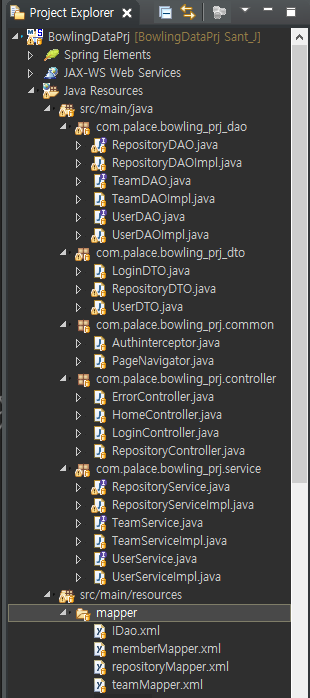 Project Explorer
BowlingDataPrj [BowlingDataPrj Sant_J]
Spring Elements
JAX-WS Web Services
Java Resources
src/main/java
com.palace.bowling_prj_dao
RepositoryDAO.java
RepositoryDAOImpl.java
TeamDAO.java
TeamDAOImpl.java
UserDAO.java
UserDAOImpl.java
com.palace.bowling_prj_dto
LoginDTO.java
RepositoryDTO.java
UserDTO.java
com.palace.bowling_prj.common
Authinterceptor.java
PageNavigator.java
com.palace.bowling_prj.controller
ErrorController.java
HomeController.java
LoginController.java
RepositoryController.java
com.palace.bowling_prj.service
RepositoryService.java
RepositoryServiceImpl.java
TeamService.java
TeamServiceImpl.java
UserService.java
UserServiceImpl.java
src/main/resources
mapper
IDao.xml
memberMapper.xml
repositoryMapper.xml
teamMapper.xml